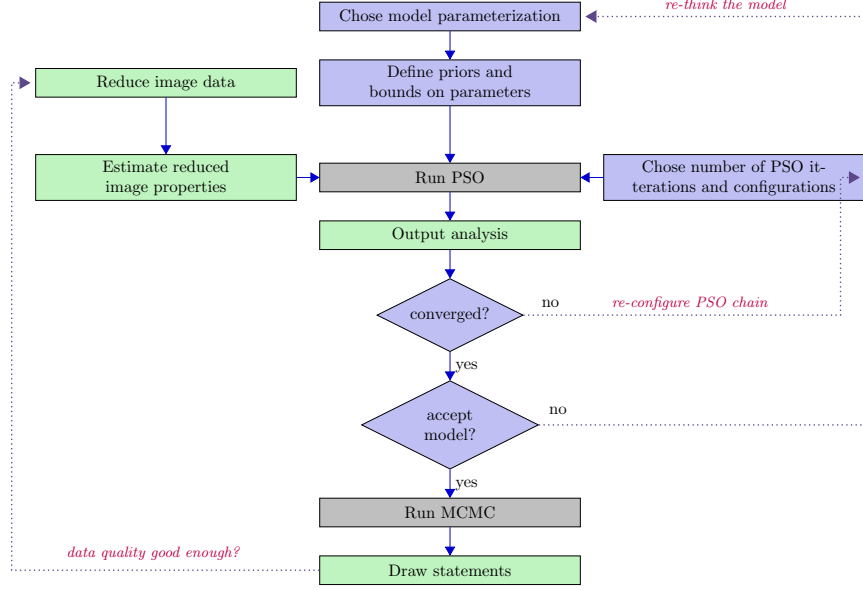 re-think the model
Chose model parameterization
Define priors and
bounds on parameters
Reduce image data
Estimate reduced
image properties
Run PSO
Chose number of PSO it-
terations and configurations
Output analysis
converged?
no
re-configure PSO chain
yes
accept
model?
no
yes
Run MCMC
data quality good enough?
Draw statements